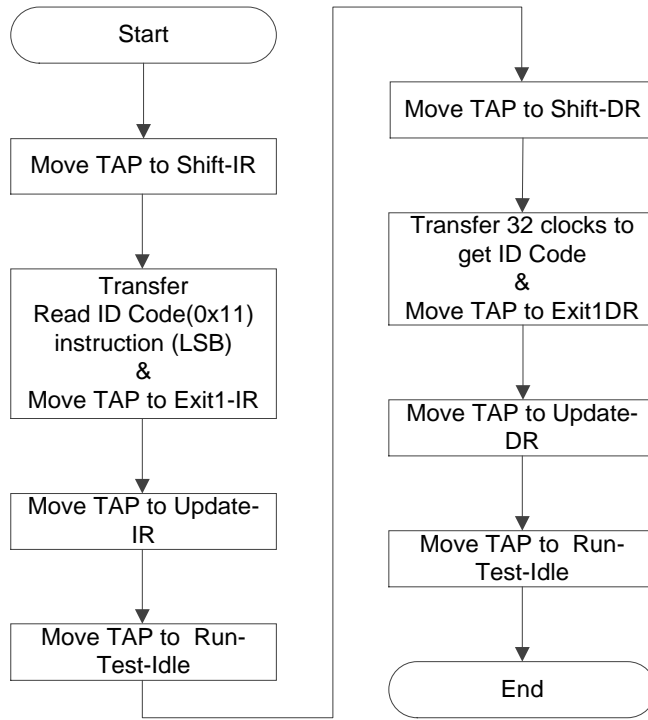 Start
Move TAP to Shift-IR
Transfer
Read ID Code(0x11)
instruction (LSB)
&
Move TAP to Exit1-IR
Move TAP to Update-
IR
Move TAP to Run-
Test-Idle
Move TAP to Shift-DR
Transfer 32 clocks to
get ID Code
&
Move TAP to Exit1DR
Move TAP to Update-
DR
Move TAP to Run-
Test-Idle
End